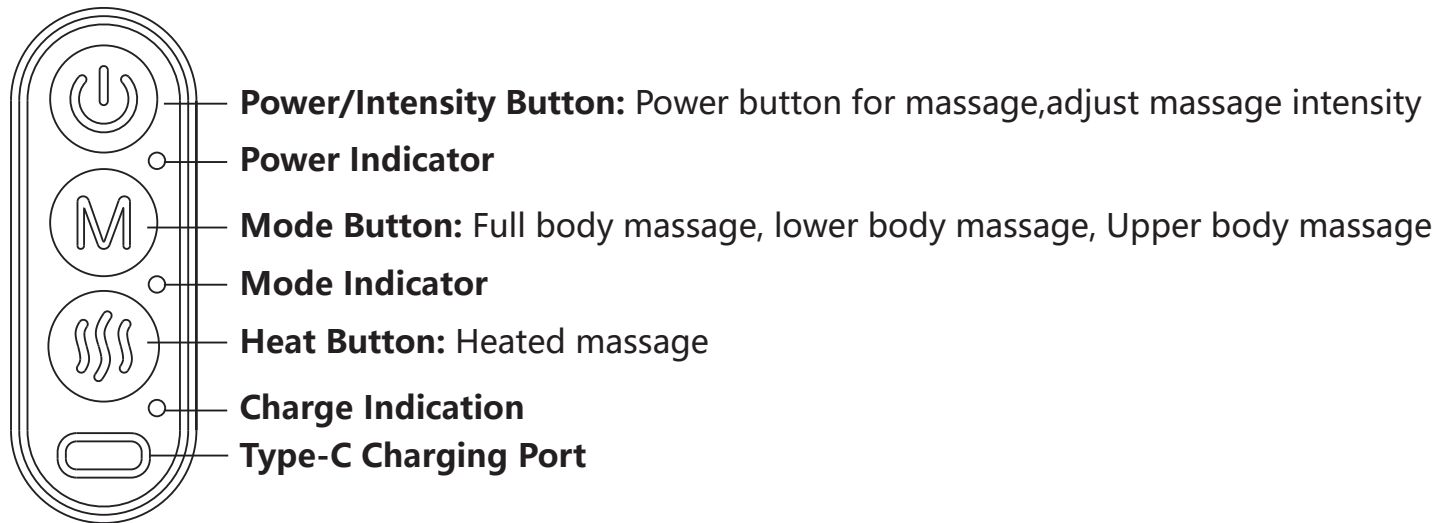 Power/Intensity Button: Power button for massage,adjust massage intensity
Power Indicator
M
Mode Button: Full body massage, lower body massage, Upper body massage
Mode Indicator
Heat Button: Heated massage
Charge Indication
Type-C Charging Port